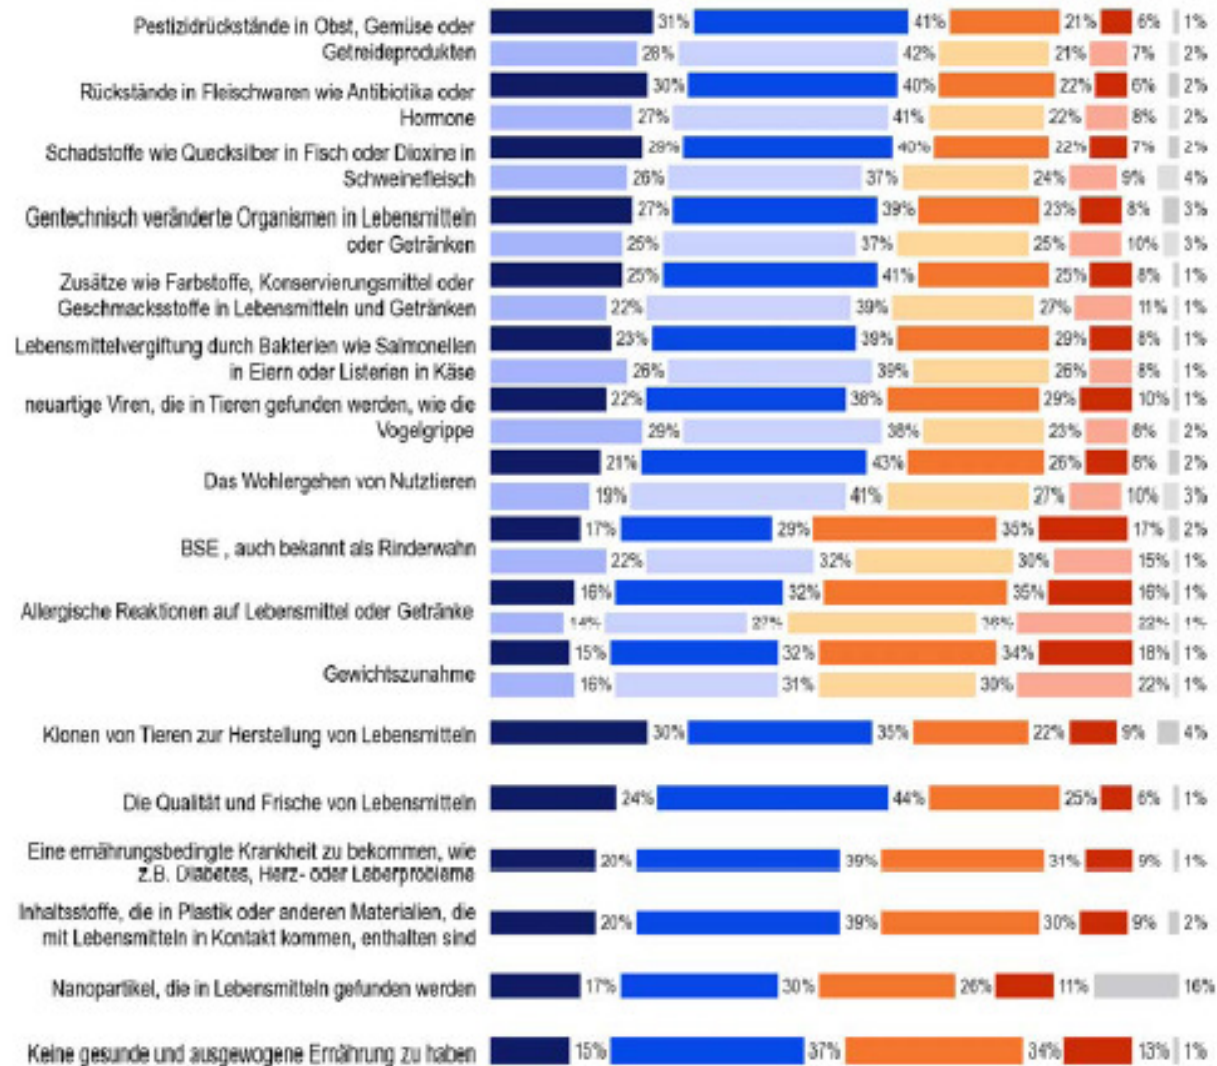 Pestizidrückstände in Obst, Gemüse oder 31% 41% 21% 6% 1%
Getreideprodukten 28% 42% 21% 7% 2%
Rückstände in Fleischwaren wie Antibiotika oder 30% 40% 22% 6% 2%
Hormone 27% 41% 22% 8% 2%
Schadstoffe wie Quecksilber in Fisch oder Dioxine in 29% 40% 22% 7% 2%
Schweinefleisch 26% 37% 24% 9% 4%
Gentechnisch veränderte Organismen in Lebensmitteln 27% 39% 23% 8% 3%
oder Getränken 25% 37% 25% 10% 3%
Zusätze wie Farbstoffe, Konservierungsmittel oder 25% 41% 25% 8% 1%
Geschmacksstoffe in Lebensmitteln und Getränken 22% 39% 27% 11% 1%
Lebensmittelvergiftung durch Bakterien wie Salmonellen 23% 39% 29% 8% 1%
in Eiern oder Listerien in Käse 26% 39% 26% 8% 1%
neuartige Viren, die in Tieren gefunden werden, wie die 22% 38% 29% 10% 1%
Vogelgrippe 29% 38% 23% 8% 2%
Das Wohlergehen von Nutztieren 21% 43% 26% 8% 2%
19% 41% 27% 10% 3%
BSE , auch bekannt als Rinderwahn 17% 29% 35% 17% 2%
22% 32% 30% 15% 1%
Allergische Reaktionen auf Lebensmittel oder Getränke 16% 32% 35% 16% 1%
14% 27% 36% 22% 1%
Gewichtszunahme 15% 32% 34% 18% 1%
16% 31% 30% 22% 1%
Klonen von Tieren zur Herstellung von Lebensmitteln 30% 35% 22% 9% 4%
Die Qualität und Frische von Lebensmitteln 24% 44% 25% 6% 1%
Eine ernährungsbedingte Krankheit zu bekommen, wie 20% 39% 31% 9% 1%
z.B. Diabetes, Herz- oder Leberprobleme
Inhaltsstoffe, die in Plastik oder anderen Materialien, die 20% 39% 30% 9% 2%
mit Lebensmitteln in Kontakt kommen, enthalten sind
Nanopartikel, die in Lebensmitteln gefunden werden 17% 30% 26% 11% 16%
Keine gesunde und ausgewogene Ernährung zu haben 15% 37% 34% 13% 1%